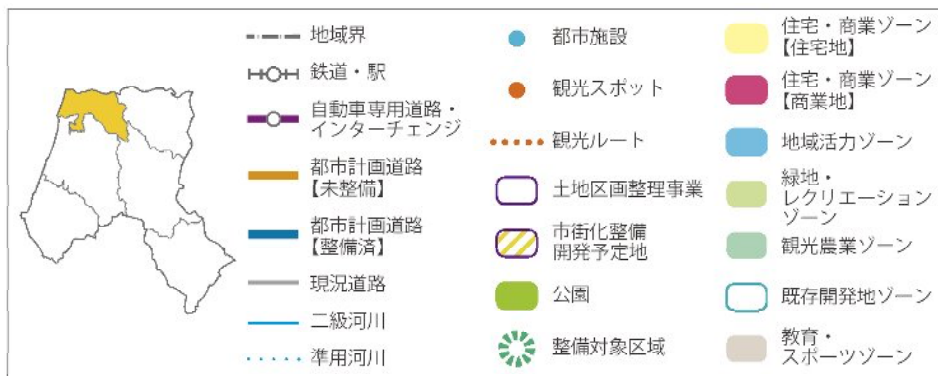 地域界
鉄道・駅
自動車専用道路・
インターチェンジ
都市計画道路
【未整備】
都市計画道路
【整備済】
現況道路
二級河川
準用河川
都市施設
観光スポット
観光ルート
土地区画整理事業
市街化整備
開発予定地
公園
整備対象区域
住宅・商業ゾーン
【住宅地】
住宅・商業ゾーン
【商業地】
地域活力ゾーン
緑地・
レクリエーション
ゾーン
観光農業ゾーン
既存開発地ゾーン
教育・
スポーツゾーン